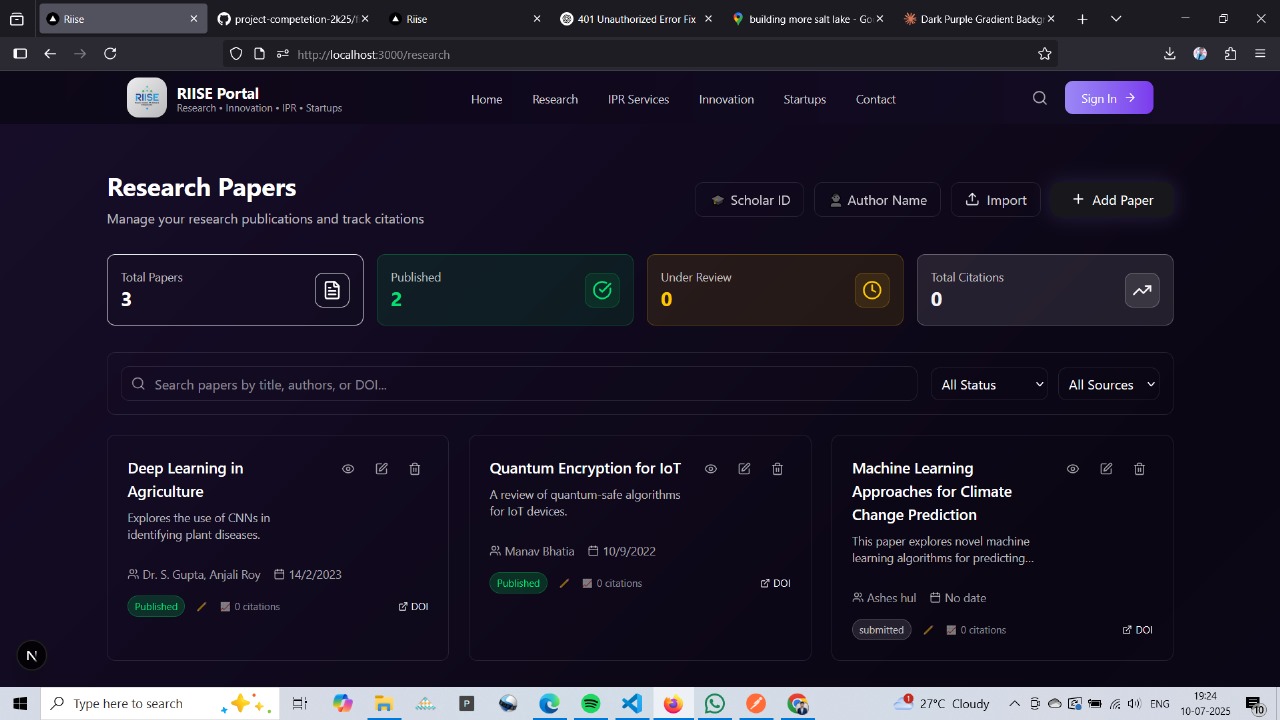 Riise
project-competetion-2k25/
Riise
401 Unauthorized Error Fix
building more salt lake - Go
Dark Purple Gradient Backg
http://localhost:3000/research
RIISE
RIISE Portal
Research • Innovation • IPR • Startups
Home
Research
IPR Services
Innovation
Startups
Contact
Sign In
Research Papers
Manage your research publications and track citations
Scholar ID
Author Name
Import
Add Paper
Total Papers
3
Published
2
Under Review
0
Total Citations
0
Search papers by title, authors, or DOI...
All Status
All Sources
Deep Learning in
Agriculture
Explores the use of CNNs in
identifying plant diseases.
Dr. S. Gupta, Anjali Roy
14/2/2023
Published
0 citations
DOI
Quantum Encryption for IoT
A review of quantum-safe algorithms
for IoT devices.
Manav Bhatia
10/9/2022
Published
0 citations
DOI
Machine Learning
Approaches for Climate
Change Prediction
This paper explores novel machine
learning algorithms for predicting...
Ashes hul
No date
submitted
0 citations
DOI
N
Type here to search
P
1
27°C Cloudy
ENG
19:24
10-07-2025
10